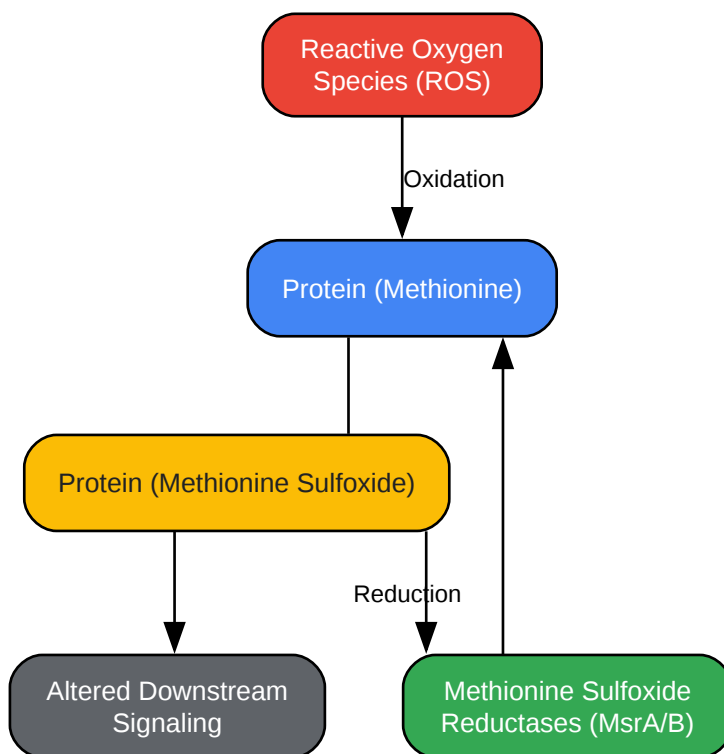 Reactive Oxygen
Species (ROS)
Oxidation
Protein (Methionine)
Protein (Methionine Sulfoxide)
Reduction
Altered Downstream
Signaling
Methionine Sulfoxide
Reductases (MsrA/B)